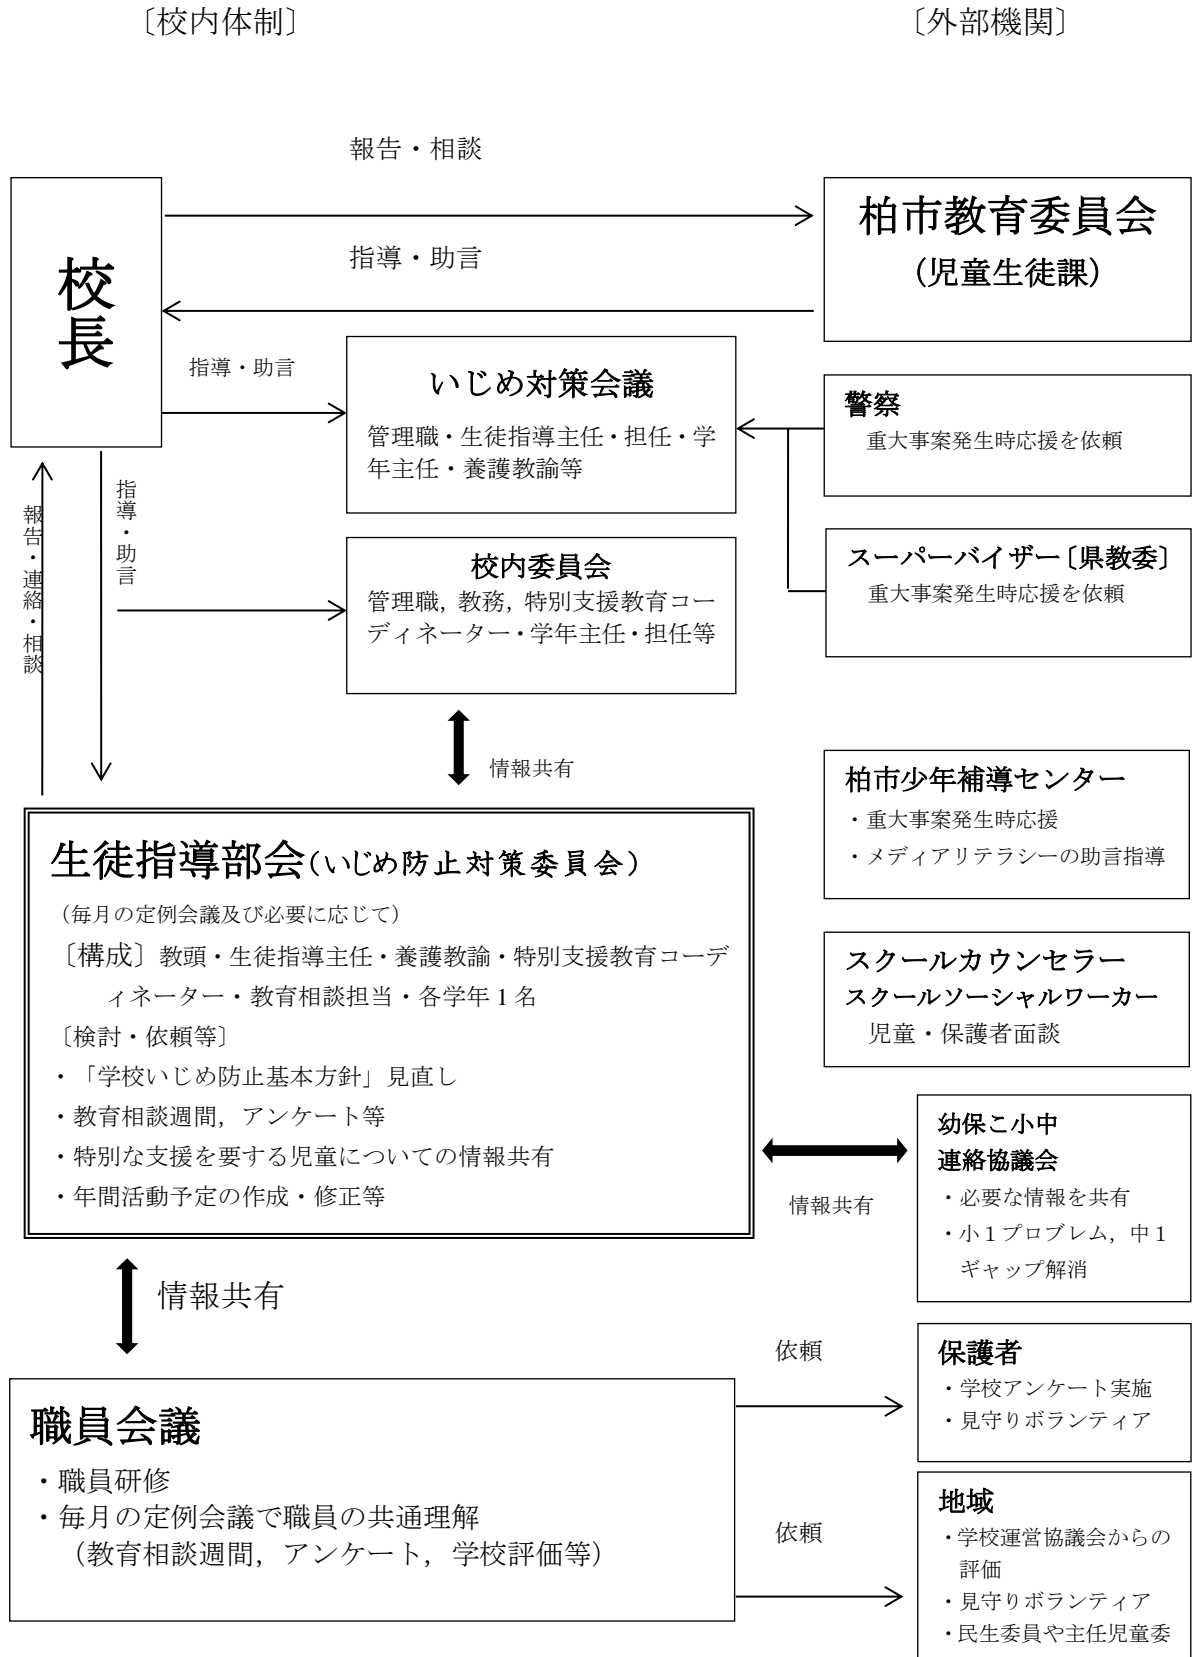 〔校内体制〕
〔外部機関〕
報告・相談
指導・助言
校長
柏市教育委員会
(児童生徒課)
指導・助言
いじめ対策会議
管理職・生徒指導主任・担任・学
年主任・養護教諭等
警察
重大事案発生時応援を依頼
スーパーバイザー〔県教委〕
重大事案発生時応援を依頼
報告・連絡・相談
指導・助言
校内委員会
管理職,教務,特別支援教育コー
ディネーター・学年主任・担任等
情報共有
柏市少年補導センター
・重大事案発生時応援
・メディアリテラシーの助言指導
スクールカウンセラー
スクールソーシャルワーカー
児童・保護者面談
生徒指導部会(いじめ防止対策委員会)
(毎月の定例会議及び必要に応じて)
〔構成〕教頭・生徒指導主任・養護教諭・特別支援教育コーデ
ィネーター・教育相談担当・各学年1名
〔検討・依頼等〕
・「学校いじめ防止基本方針」見直し
・教育相談週間,アンケート等
・特別な支援を要する児童についての情報共有
・年間活動予定の作成・修正等
情報共有
幼保こ小中
連絡協議会
・必要な情報を共有
・小1プロブレム,中1
ギャップ解消
情報共有
職員会議
・職員研修
・毎月の定例会議で職員の共通理解
(教育相談週間,アンケート,学校評価等)
依頼
保護者
・学校アンケート実施
・見守りボランティア
依頼
地域
・学校運営協議会からの
評価
・見守りボランティア
・民生委員や主任児童委